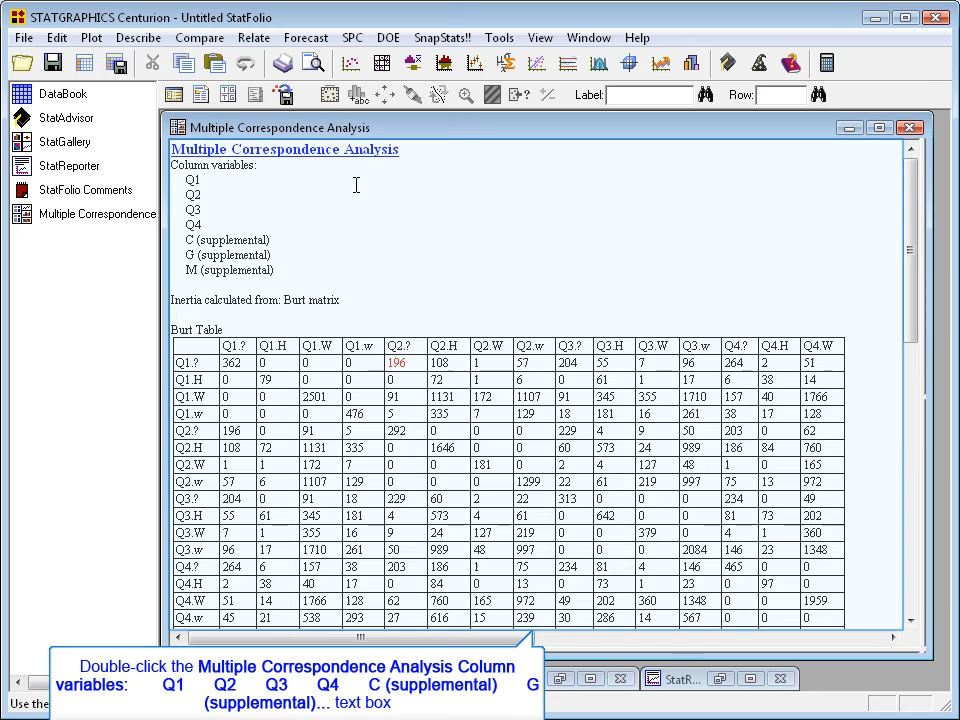 STATGRAPHICS Centurion - Untitled StatFolio
File Edit Plot Describe Compare Relate Forecast SPC DOE SnapStats!! Tools View Window Help
Label: Row:
DataBook
StatAdvisor
StatGallery
StatReporter
StatFolio Comments
Multiple Correspondence
Multiple Correspondence Analysis
Multiple Correspondence Analysis
Column variables:
Q1
Q2
Q3
Q4
C (supplemental)
G (supplemental)
M (supplemental)
Inertia calculated from: Burt matrix
Burt Table
Q1.? Q1.H Q1.W Q1.w Q2.? Q2.H Q2.W Q2.w Q3.? Q3.H Q3.W Q3.w Q4.? Q4.H Q4.W
Q1.? 362 0 0 0 196 108 1 57 204 55 7 96 264 2 51
Q1.H 0 79 0 0 0 72 1 6 0 61 1 17 6 38 14
Q1.W 0 0 2501 0 91 1131 172 1107 91 345 355 1710 157 40 1766
Q1.w 0 0 0 476 5 335 7 129 18 181 16 261 38 17 128
Q2.? 196 0 91 5 292 0 0 0 229 4 9 50 203 0 62
Q2.H 108 72 1131 335 0 1646 0 0 60 573 24 989 186 84 760
Q2.W 1 1 172 7 0 0 181 0 2 4 127 48 1 0 165
Q2.w 57 6 1107 129 0 0 0 1299 22 61 219 997 75 13 972
Q3.? 204 0 91 18 229 60 2 22 313 0 0 0 234 0 49
Q3.H 55 61 345 181 4 573 4 61 0 642 0 0 81 73 202
Q3.W 7 1 355 16 9 24 127 219 0 0 379 0 4 1 360
Q3.w 96 17 1710 261 50 989 48 997 0 0 0 2084 146 23 1348
Q4.? 264 6 157 38 203 186 1 75 234 81 4 146 465 0 0
Q4.H 2 38 40 17 0 84 0 13 0 73 1 23 0 97 0
Q4.W 51 14 1766 128 62 760 165 972 49 202 360 1348 0 0 1959
Q4.w 45 21 538 293 27 616 15 239 30 286 14 567 0 0 0
Double-click the Multiple Correspondence Analysis Column
variables: Q1 Q2 Q3 Q4 C (supplemental) G
(supplemental)... text box
StatR...
Use the